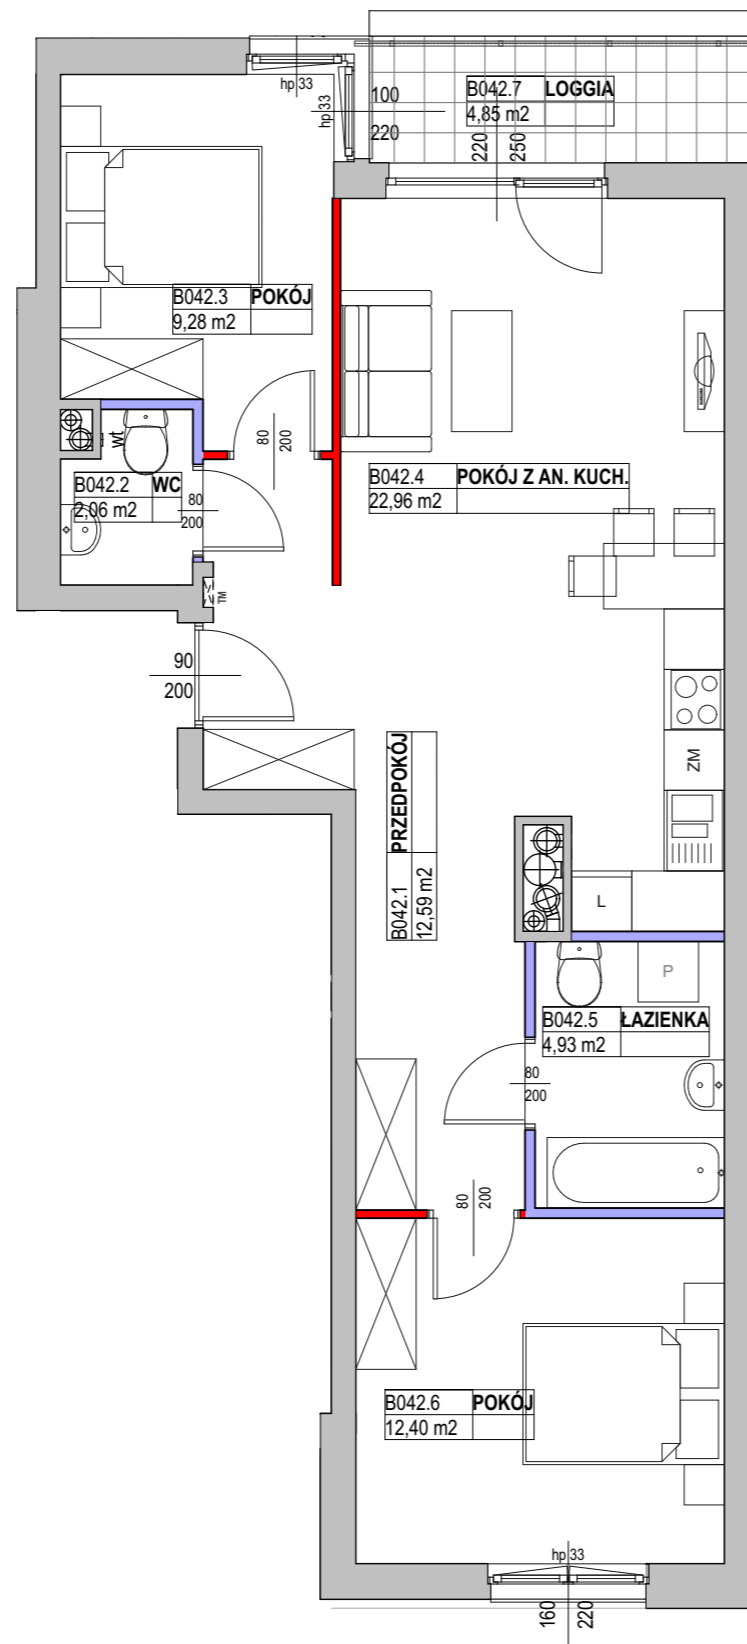 hp 33
hp 33
100
220
B042.7 LOGGIA
4,85 m2
220
250
B042.3 POKÓJ
9,28 m2
80
200
wt
B042.2 WC
2,06 m2
80
200
B042.4 POKÓJ Z AN. KUCH.
22,96 m2
TM
90
200
B042.1 PRZEDPOKÓJ
12,59 m2
ZM
L
P
B042.5 ŁAZIENKA
4,93 m2
80
200
80
200
B042.6 POKÓJ
12,40 m2
hp 33
160
220